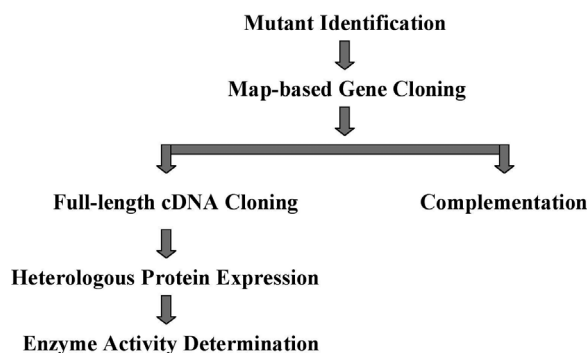 Mutant Identification
Map-based Gene Cloning
Full-length cDNA Cloning
Complementation
Heterologous Protein Expression
Enzyme Activity Determination